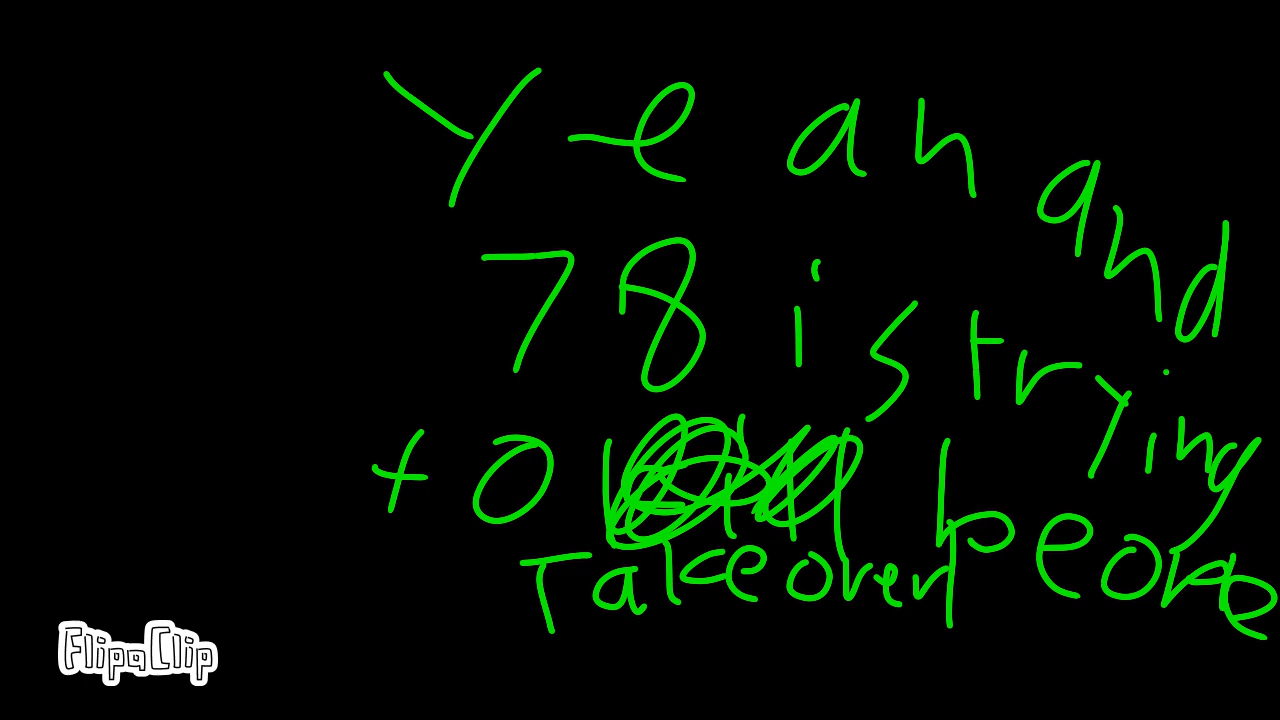 Yeah and
78 is trying
to
Takeover people
FlipaClip